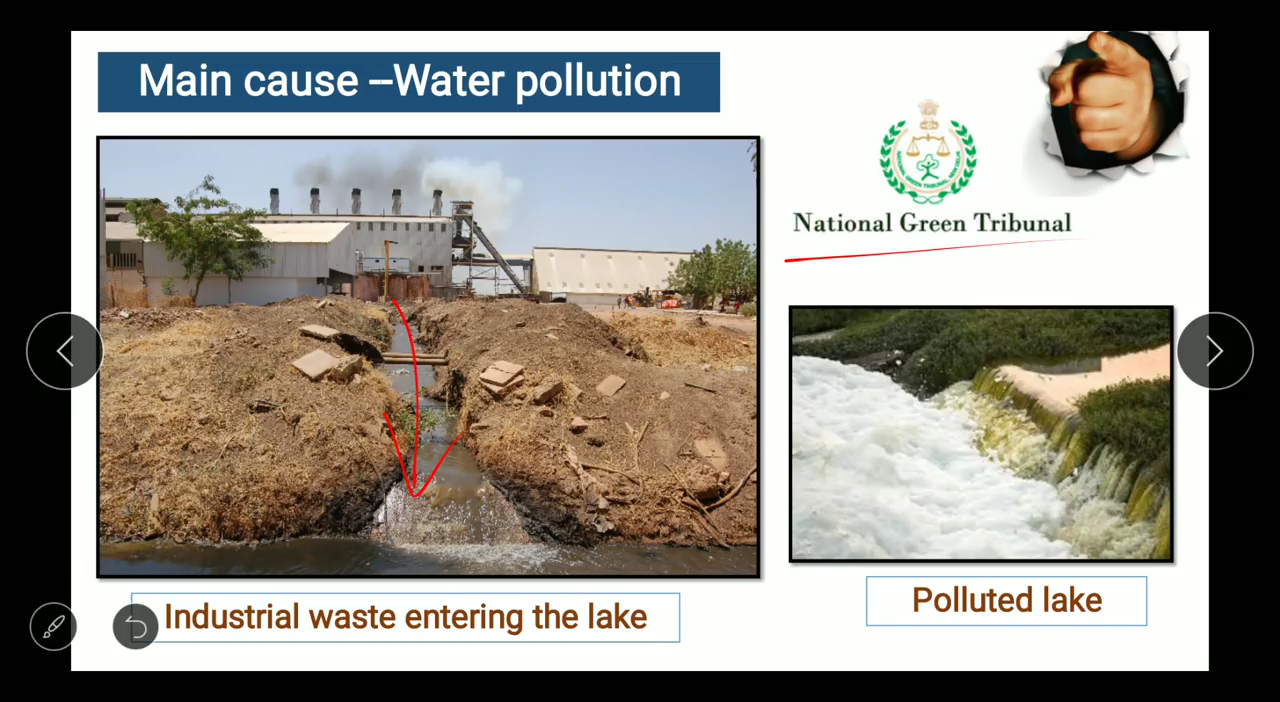 Main cause –Water pollution
National Green Tribunal
Industrial waste entering the lake
Polluted lake